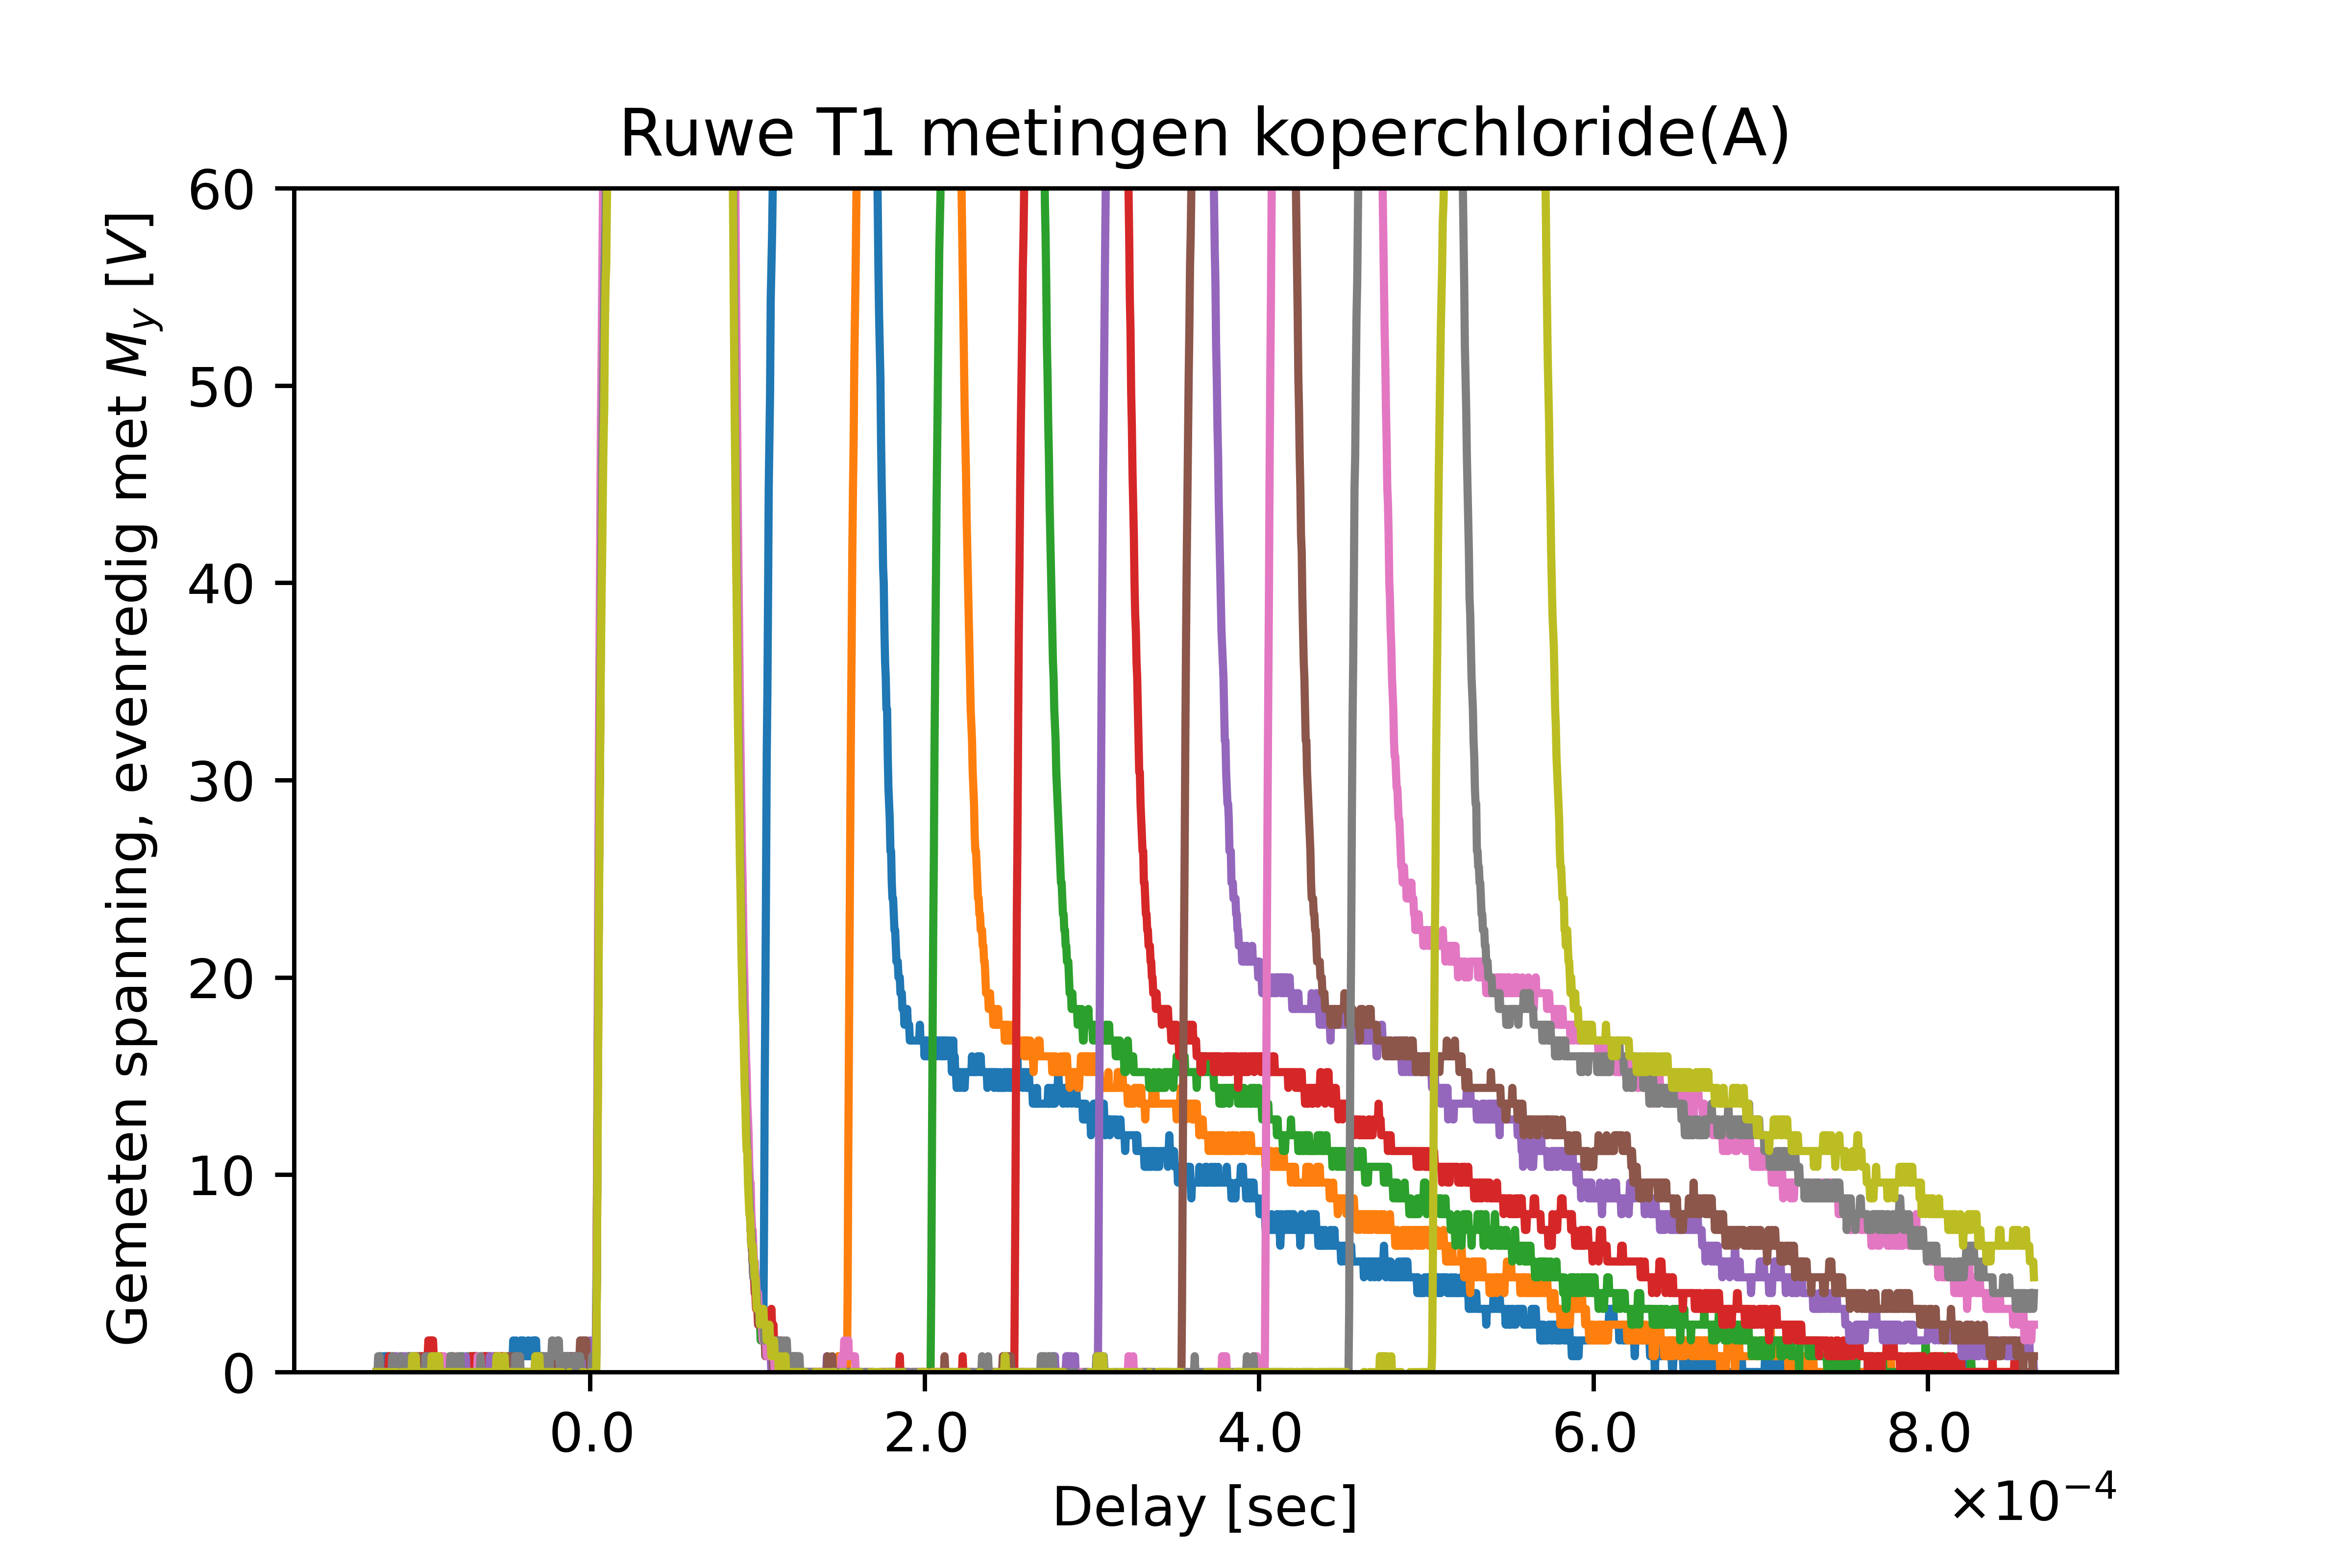 Ruwe T1 metingen koperchloride(A)
Gemeten spanning, evenredig met $M_y$ [V]
60
50
40
30
20
10
0
0.0 2.0 4.0 6.0 8.0
Delay [sec]
×10⁻⁴